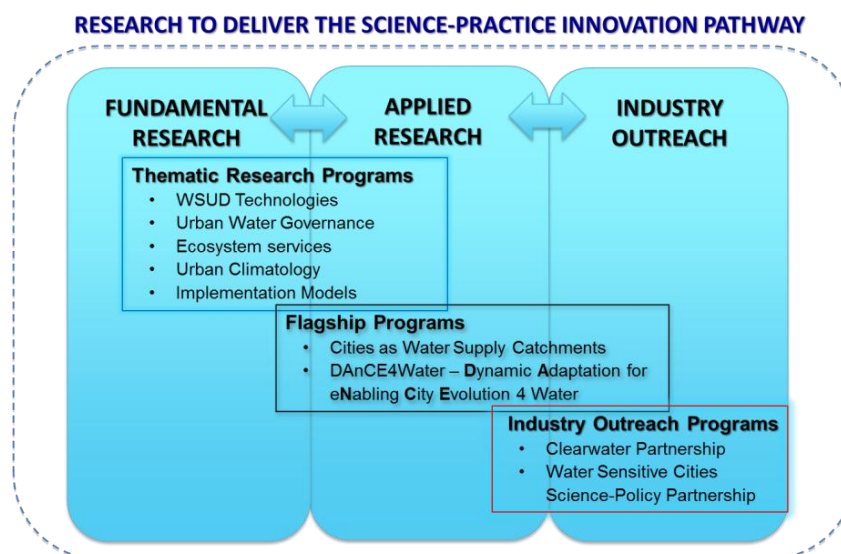 RESEARCH TO DELIVER THE SCIENCE-PRACTICE INNOVATION PATHWAY
FUNDAMENTAL
RESEARCH
APPLIED
RESEARCH
INDUSTRY
OUTREACH
Thematic Research Programs
• WSUD Technologies
• Urban Water Governance
• Ecosystem services
• Urban Climatology
• Implementation Models
Flagship Programs
• Cities as Water Supply Catchments
• DAnCE4Water – Dynamic Adaptation for
eNabling City Evolution 4 Water
Industry Outreach Programs
• Clearwater Partnership
• Water Sensitive Cities
Science-Policy Partnership